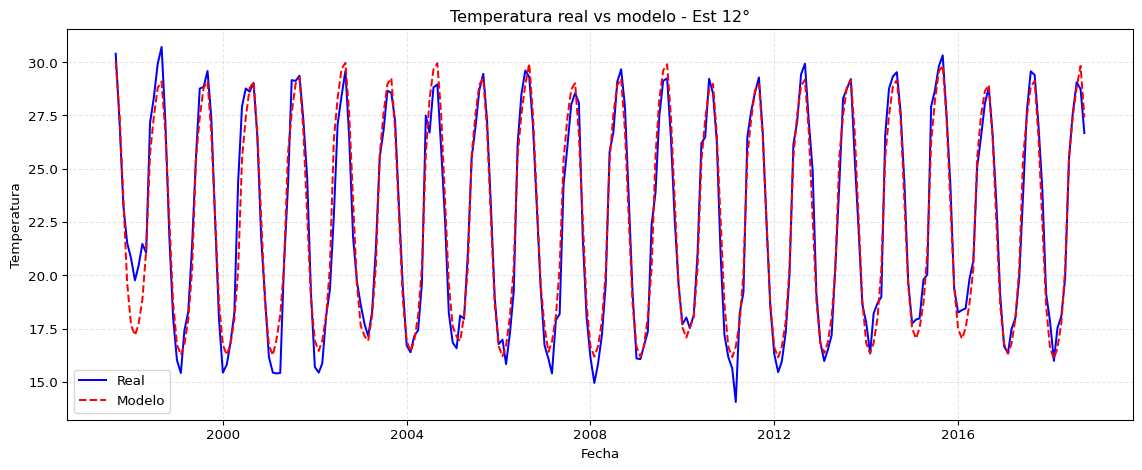 Temperatura real vs modelo - Est 12°
30.0
27.5
25.0
22.5
20.0
17.5
15.0
Temperatura
Real
Modelo
2000
2004
2008
2012
2016
Fecha